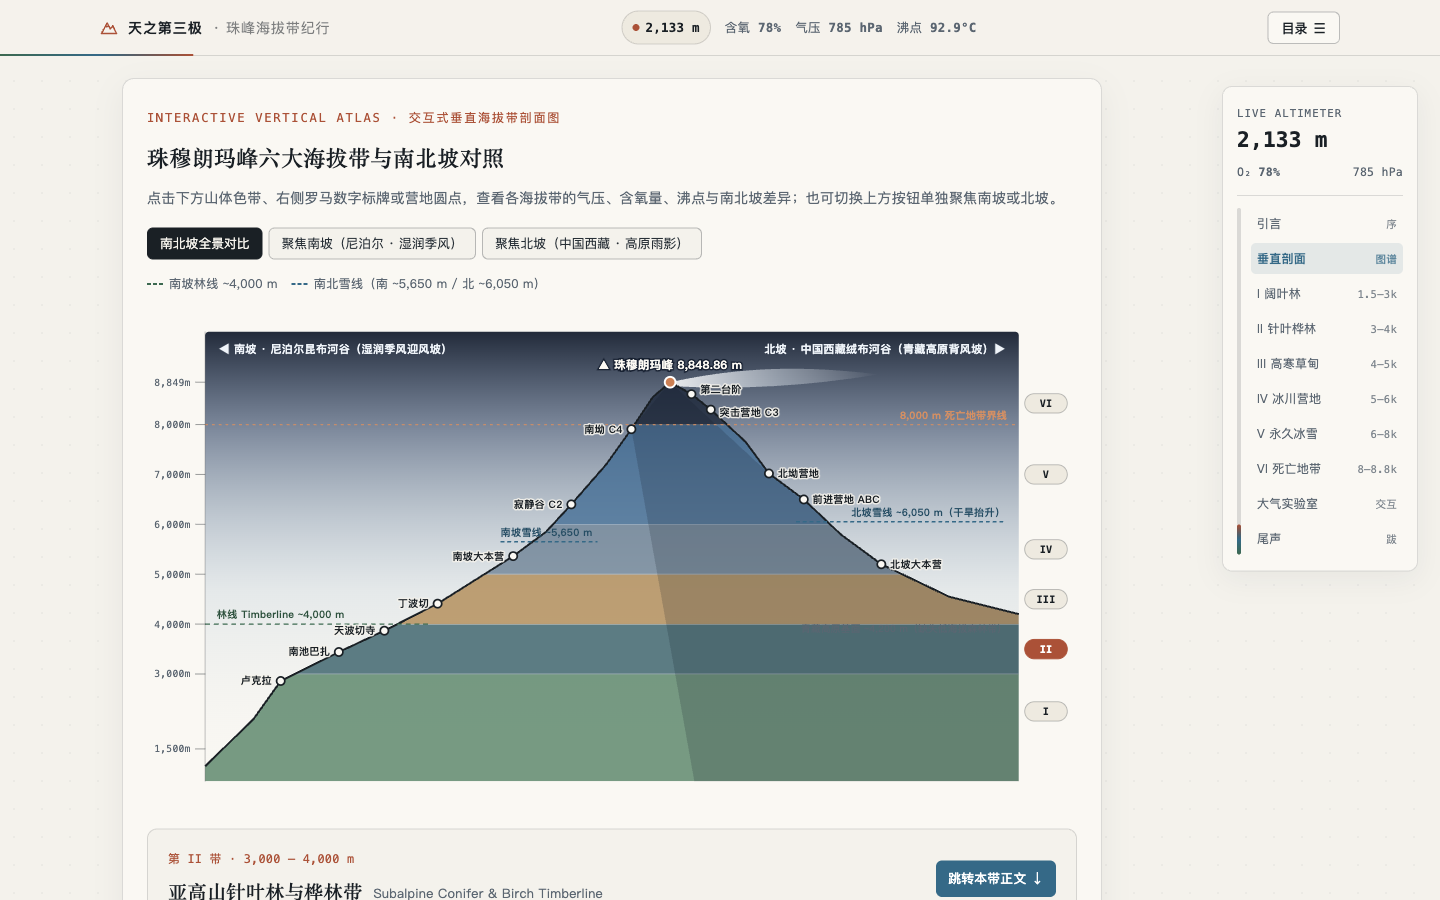 天之第三极 · 珠峰海拔带纪行
2,133 m 含氧 78% 气压 785 hPa 沸点 92.9°C
目录 ☰
INTERACTIVE VERTICAL ATLAS · 交互式垂直海拔带剖面图
珠穆朗玛峰六大海拔带与南北坡对照
点击下方山体色带、右侧罗马数字标牌或营地圆点，查看各海拔带的气压、含氧量、沸点与南北坡差异；也可切换上方按钮单独聚焦南坡或北坡。
南北坡全景对比
聚焦南坡（尼泊尔 · 湿润季风）
聚焦北坡（中国西藏 · 高原雨影）
南坡林线 ~4,000 m
南北雪线（南 ~5,650 m / 北 ~6,050 m）
◀ 南坡 · 尼泊尔昆布河谷（湿润季风迎风坡）
北坡 · 中国西藏绒布河谷（青藏高原背风坡）▶
▲ 珠穆朗玛峰 8,848.86 m
8,849m
第二台阶
突击营地 C3
VI
8,000 m 死亡地带界线
8,000m
南坳 C4
7,000m
北坳营地
V
前进营地 ABC
寂静谷 C2
北坡雪线 ~6,050 m（干旱抬升）
6,000m
南坡雪线 ~5,650 m
南坡大本营
IV
北坡大本营
5,000m
丁波切
III
林线 Timberline ~4,000 m
4,000m
天波切寺
南池巴扎
II
3,000m
卢克拉
I
1,500m
第 II 带 · 3,000 — 4,000 m
亚高山针叶林与桦林带 Subalpine Conifer & Birch Timberline
跳转本带正文 ↓
LIVE ALTIMETER
2,133 m
O₂ 78% 785 hPa
引言 序
垂直剖面 图谱
I 阔叶林 1.5–3k
II 针叶桦林 3–4k
III 高寒草甸 4–5k
IV 冰川营地 5–6k
V 永久冰雪 6–8k
VI 死亡地带 8–8.8k
大气实验室 交互
尾声 跋